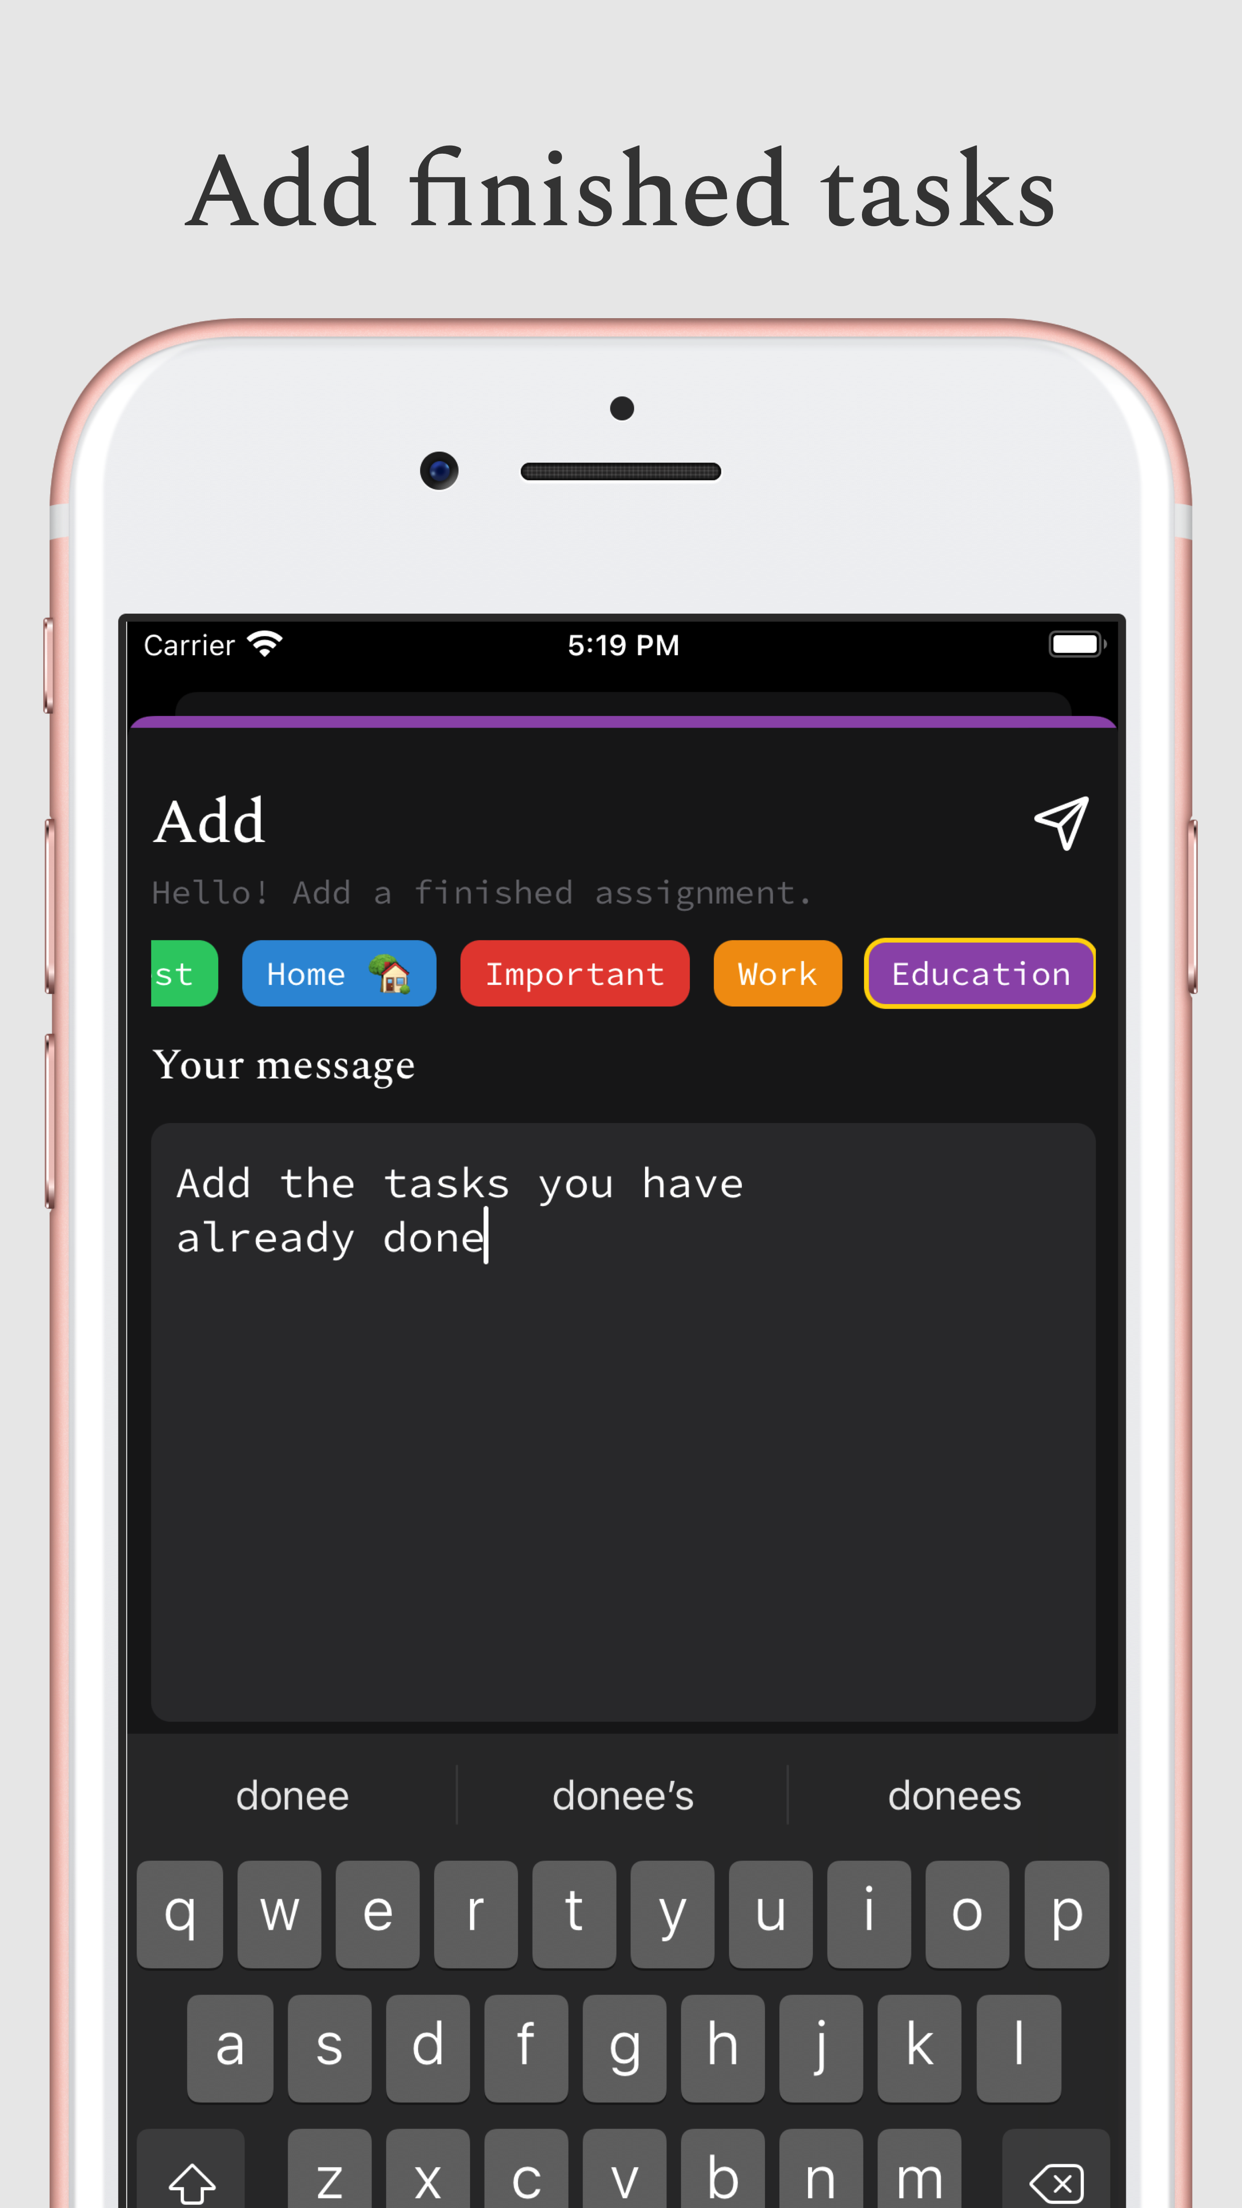 Add finished tasks
Carrier 5:19 PM
Add
Hello! Add a finished assignment.
st Home Important Work Education
Your message
Add the tasks you have
already done
donee donee’s donees
q w e r t y u i o p
a s d f g h j k l
z x c v b n m